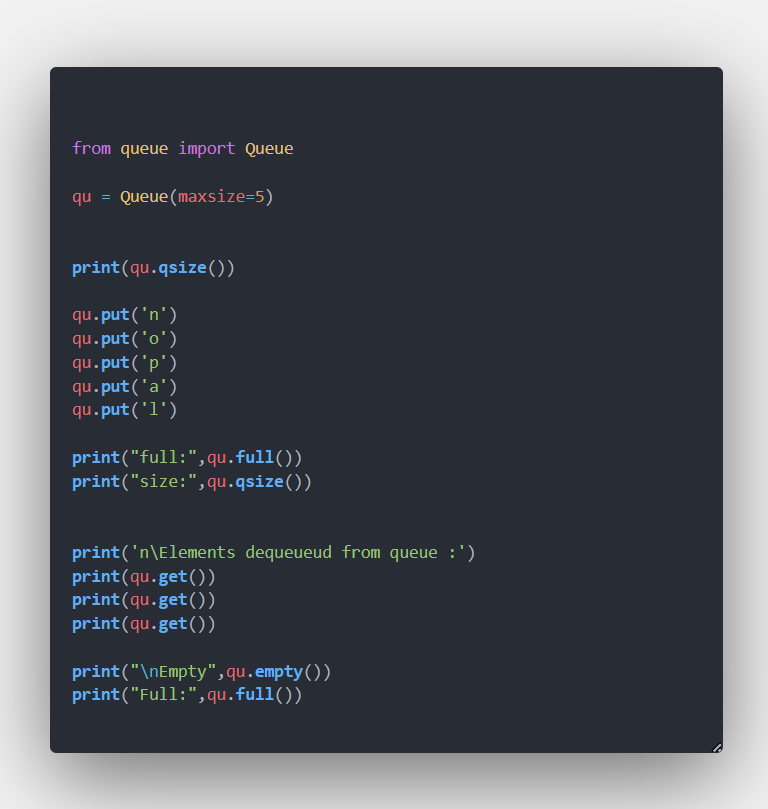 from queue import Queue
qu = Queue(maxsize=5)
print(qu.qsize())
qu.put('n')
qu.put('o')
qu.put('p')
qu.put('a')
qu.put('l')
print("full:",qu.full())
print("size:",qu.qsize())
print('n\Elements dequeueud from queue :')
print(qu.get())
print(qu.get())
print(qu.get())
print("\nEmpty",qu.empty())
print("Full:",qu.full())